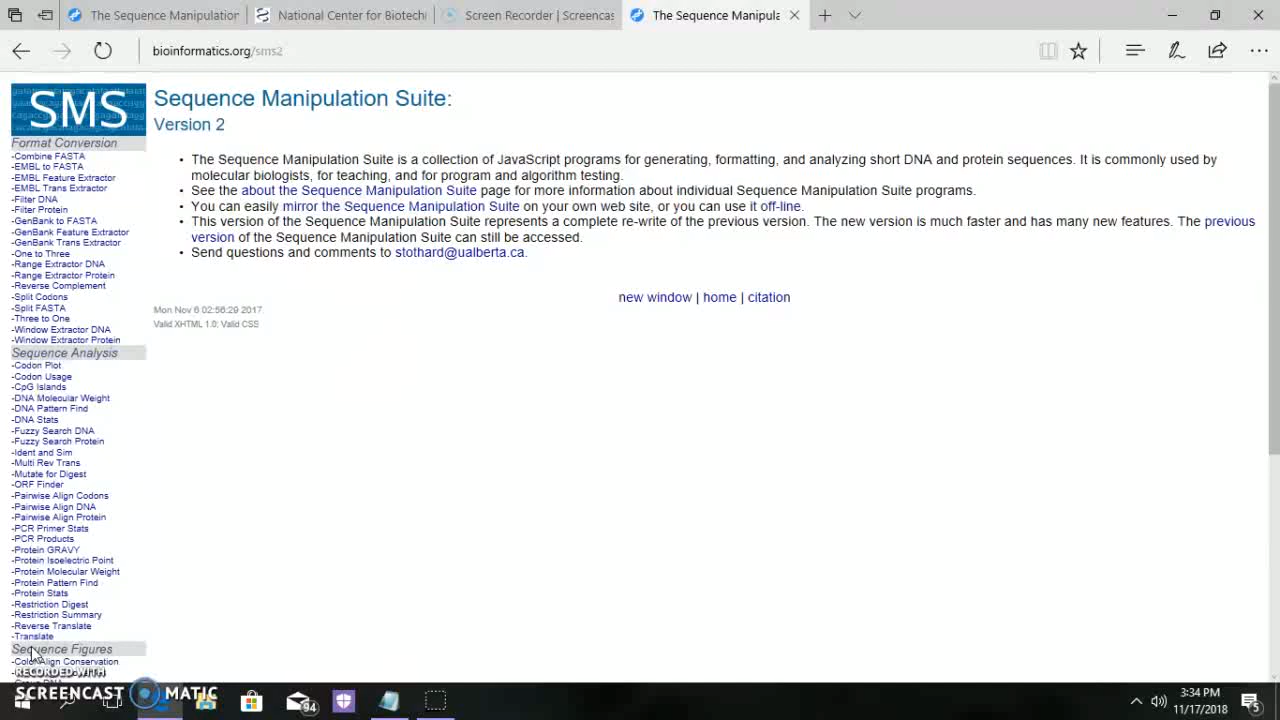 The Sequence Manipula
National Center for Biotechi
Screen Recorder | Screencas
The Sequence Manipula
bioinformatics.org/sms2
SMS
Sequence Manipulation Suite:
Version 2
Format Conversion
-Combine FASTA
-EMBL to FASTA
-EMBL Feature Extractor
-EMBL Trans Extractor
-Filter DNA
-Filter Protein
-GenBank to FASTA
-GenBank Feature Extractor
-GenBank Trans Extractor
-One to Three
-Range Extractor DNA
-Range Extractor Protein
-Reverse Complement
-Split Codons
-Split FASTA
-Three to One
-Window Extractor DNA
-Window Extractor Protein
Sequence Analysis
-Codon Plot
-Codon Usage
-CpG Islands
-DNA Molecular Weight
-DNA Pattern Find
-DNA Stats
-Fuzzy Search DNA
-Fuzzy Search Protein
-Ident and Sim
-Multi Rev Trans
-Mutate for Digest
-ORF Finder
-Pairwise Align Codons
-Pairwise Align DNA
-Pairwise Align Protein
-PCR Primer Stats
-PCR Products
-Protein GRAVY
-Protein Isoelectric Point
-Protein Molecular Weight
-Protein Pattern Find
-Protein Stats
-Restriction Digest
-Restriction Summary
-Reverse Translate
-Translate
Sequence Figures
-Color Align Conservation
• The Sequence Manipulation Suite is a collection of JavaScript programs for generating, formatting, and analyzing short DNA and protein sequences. It is commonly used by
molecular biologists, for teaching, and for program and algorithm testing.
• See the about the Sequence Manipulation Suite page for more information about individual Sequence Manipulation Suite programs.
• You can easily mirror the Sequence Manipulation Suite on your own web site, or you can use it off-line.
• This version of the Sequence Manipulation Suite represents a complete re-write of the previous version. The new version is much faster and has many new features. The previous
version of the Sequence Manipulation Suite can still be accessed.
• Send questions and comments to stothard@ualberta.ca.
new window | home | citation
Mon Nov 6 02:56:29 2017
Valid XHTML 1.0; Valid CSS
RECORDED WITH
SCREENCAST MATIC
94
3:34 PM
11/17/2018
5